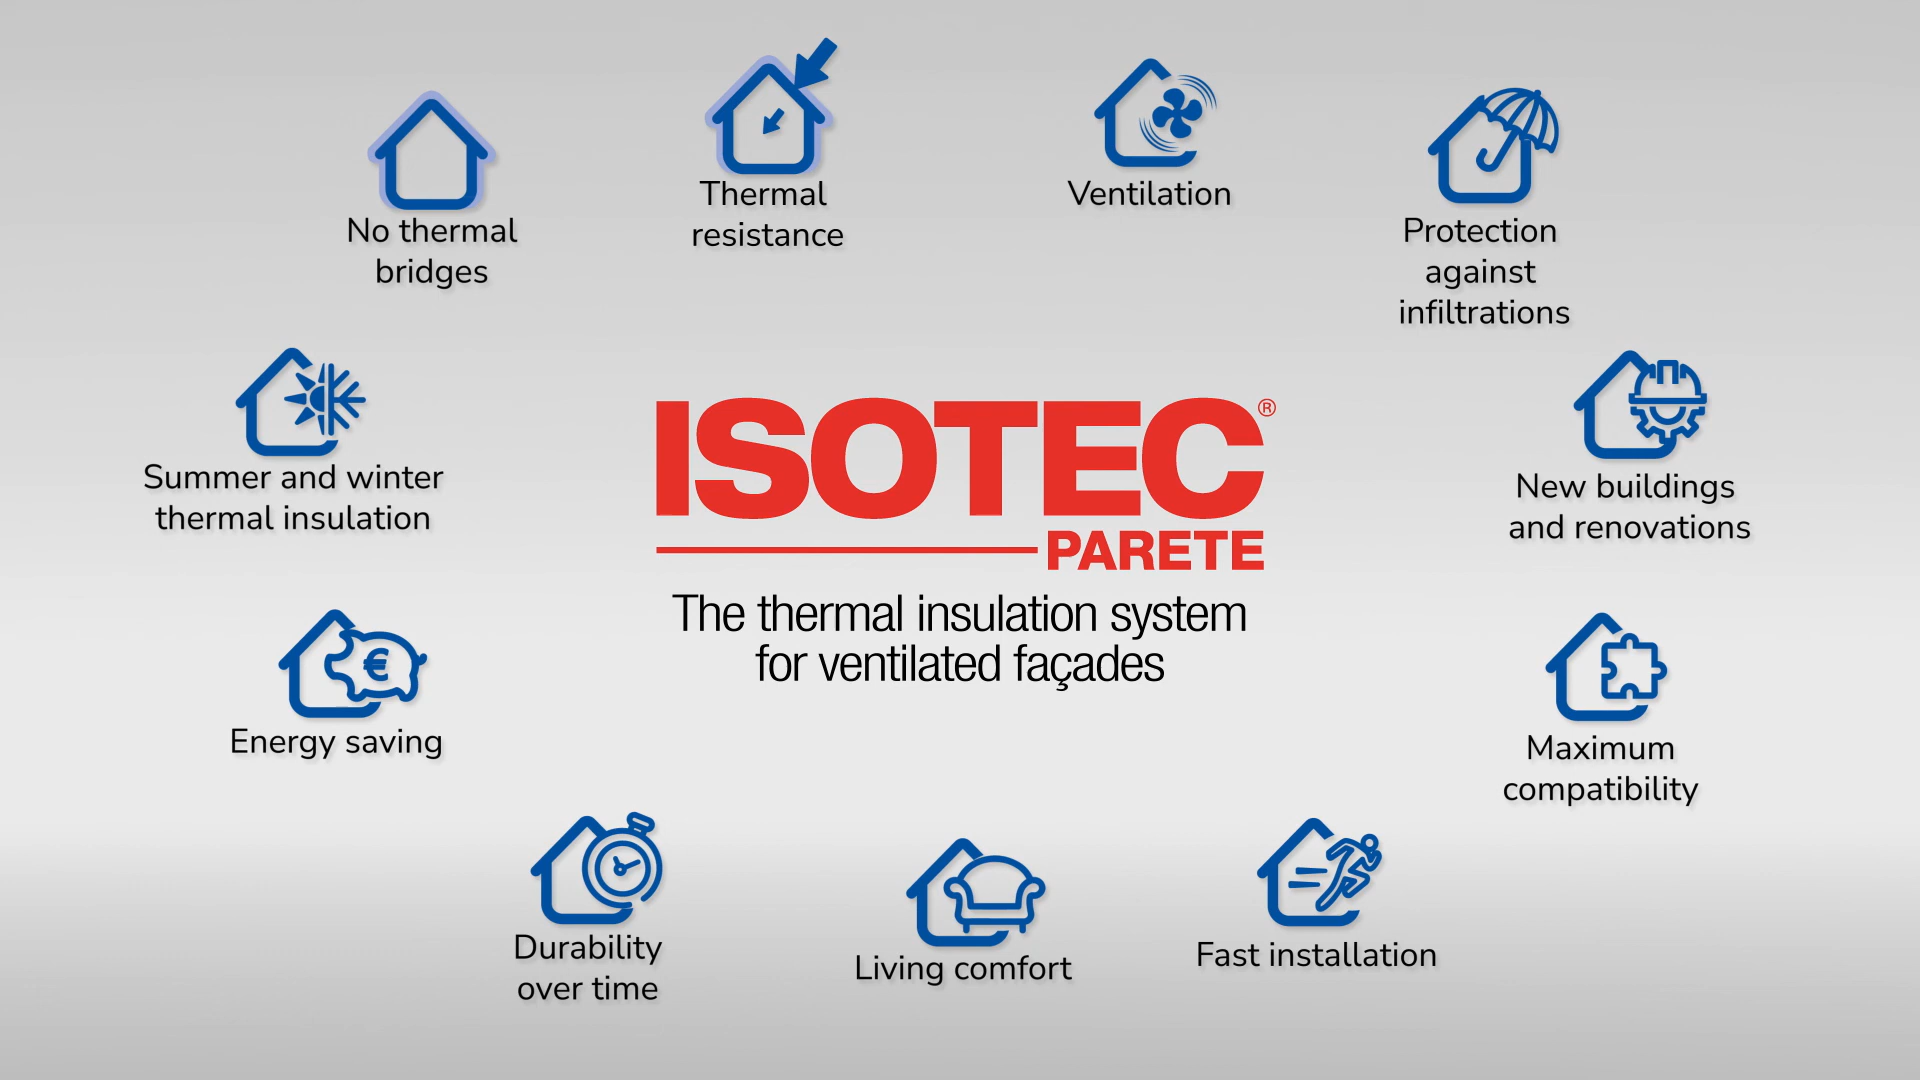 No thermal
bridges
Thermal
resistance
Ventilation
Protection
against
infiltrations
Summer and winter
thermal insulation
ISOTEC®
PARETE
The thermal insulation system
for ventilated façades
New buildings
and renovations
€
Energy saving
Maximum
compatibility
Durability
over time
Living comfort
Fast installation